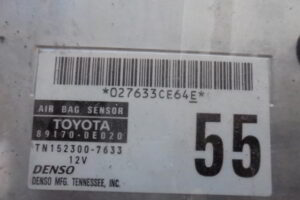 *027633CE64E*
AIR BAG SENSOR
TOYOTA
89170-0E020
55
TN152300-7633
12V
DENSO
DENSO MFG. TENNESSEE, INC.